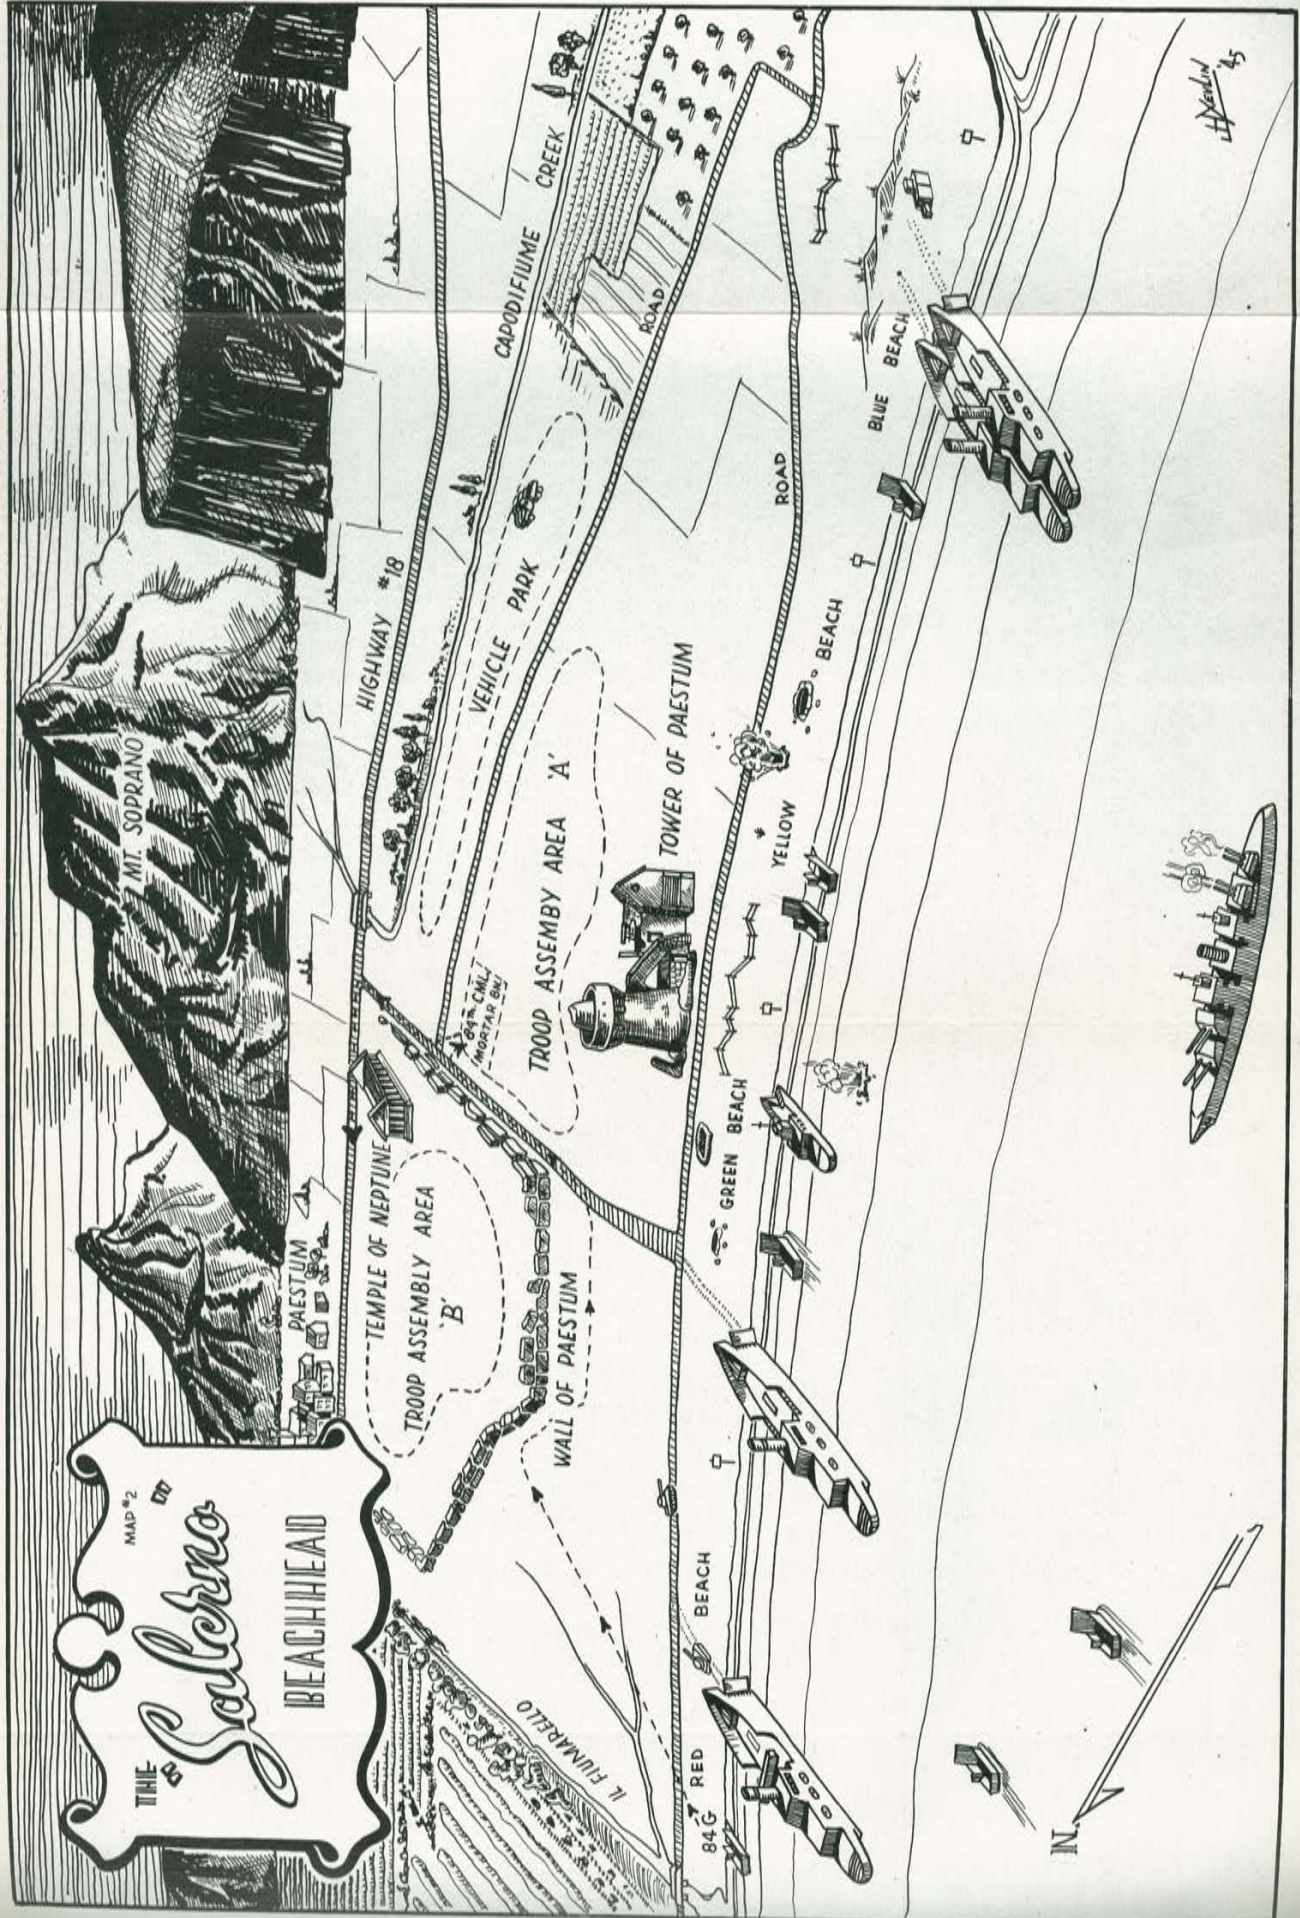 MAP #2
THE
Salerno
BEACHHEAD
MT. SOPRANO
PAESTUM
HIGHWAY #18
CAPODIFIUME CREEK
TEMPLE OF NEPTUNE
TROOP ASSEMBLY AREA
'B'
VEHICLE PARK
84th CML.
MORTAR BN.
TROOP ASSEMBY AREA 'A'
WALL OF PAESTUM
TOWER OF PAESTUM
IL FIUMARELLO
ROAD
ROAD
84G
RED BEACH
GREEN BEACH
YELLOW BEACH
BLUE BEACH
N.
'45